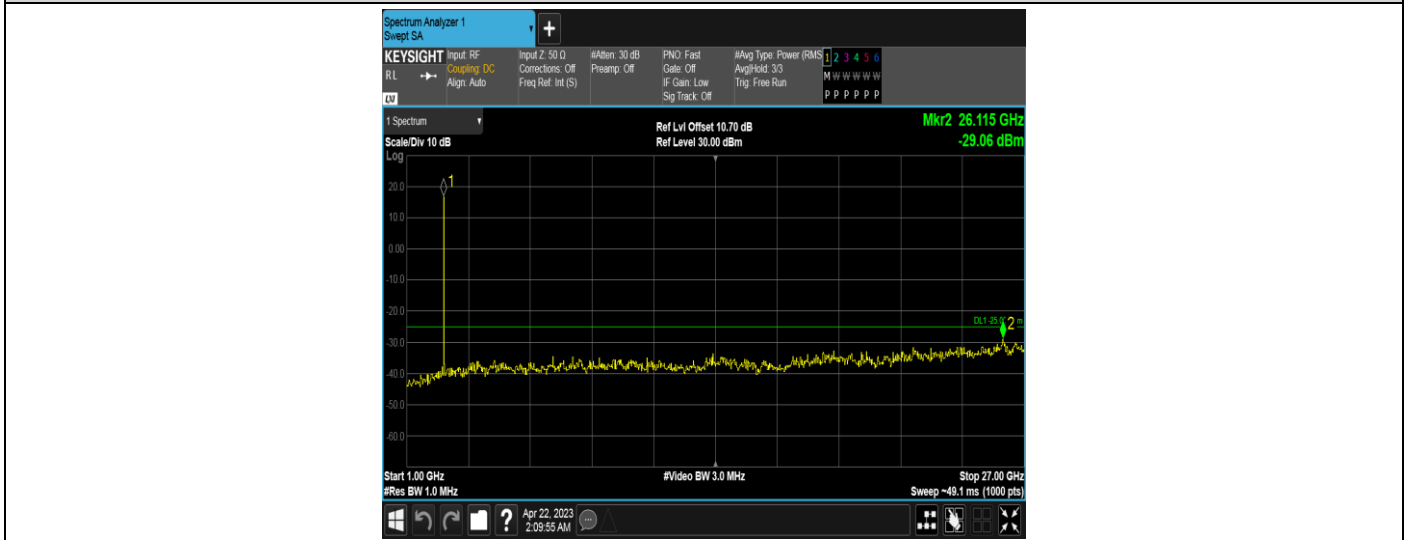 Spectrum Analyzer 1
Swept SA
+
KEYSIGHT
RL
LXI
Input: RF
Coupling: DC
Align: Auto
Input Z: 50 Ω
Corrections: Off
Freq Ref: Int (S)
#Atten: 30 dB
Preamp: Off
PNO: Fast
Gate: Off
IF Gain: Low
Sig Track: Off
#Avg Type: Power (RMS
Avg|Hold: 3/3
Trig: Free Run
1 2 3 4 5 6
M W W W W W
P P P P P P
1 Spectrum
Scale/Div 10 dB
Log
Ref Lvl Offset 10.70 dB
Ref Level 30.00 dBm
Mkr2 26.115 GHz
-29.06 dBm
1
20.0
10.0
0.00
-10.0
-20.0
DL1 -25.0
2
-30.0
-40.0
-50.0
-60.0
Start 1.00 GHz
#Video BW 3.0 MHz
Stop 27.00 GHz
#Res BW 1.0 MHz
Sweep ~49.1 ms (1000 pts)
?
Apr 22, 2023
2:09:55 AM